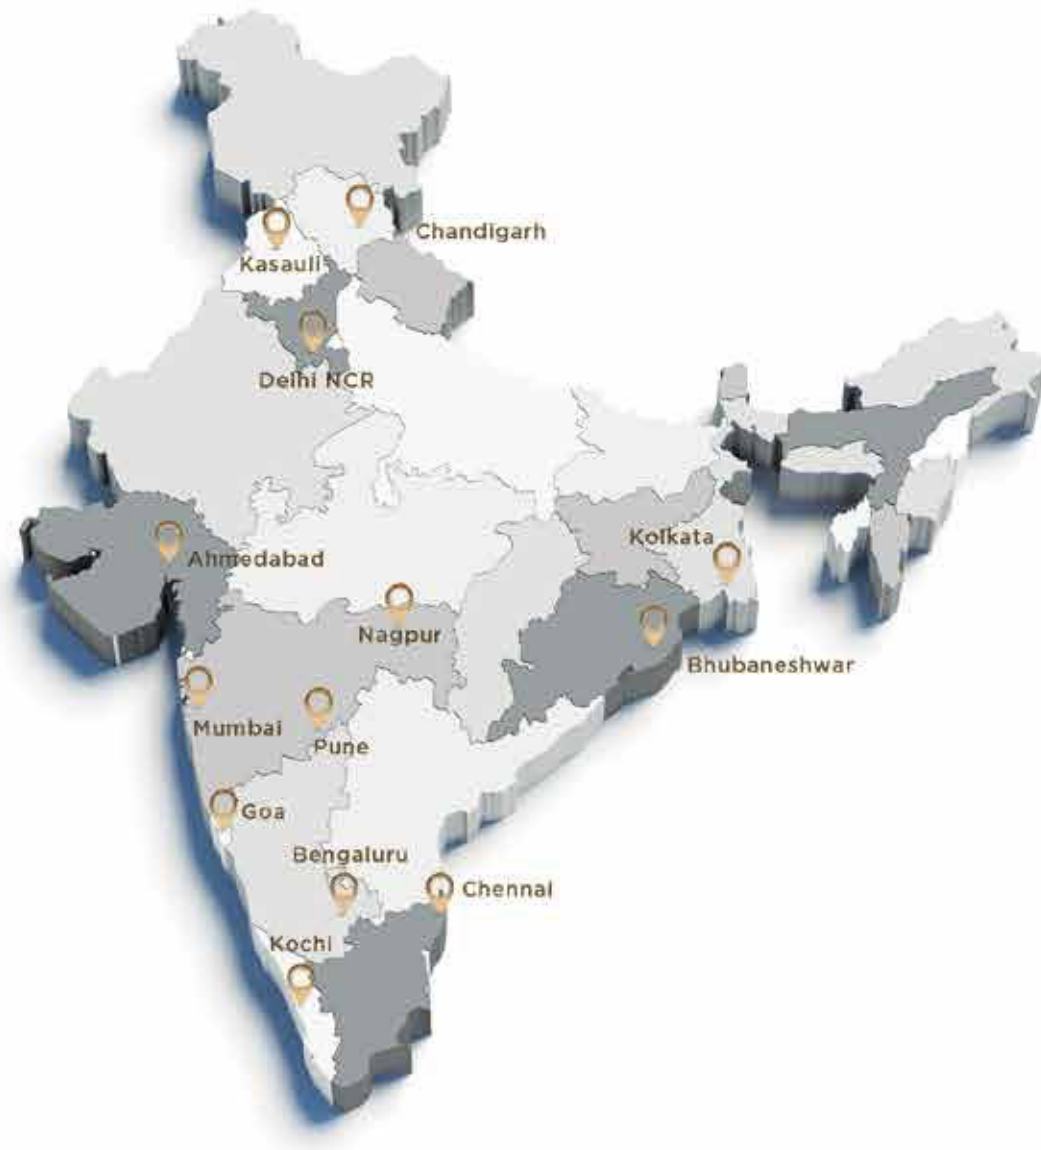 Chandigarh
Kasauli
Delhi NCR
Kolkata
Ahmedabad
Nagpur
Bhubaneshwar
Mumbai
Pune
Goa
Bengaluru
Chennai
Kochi